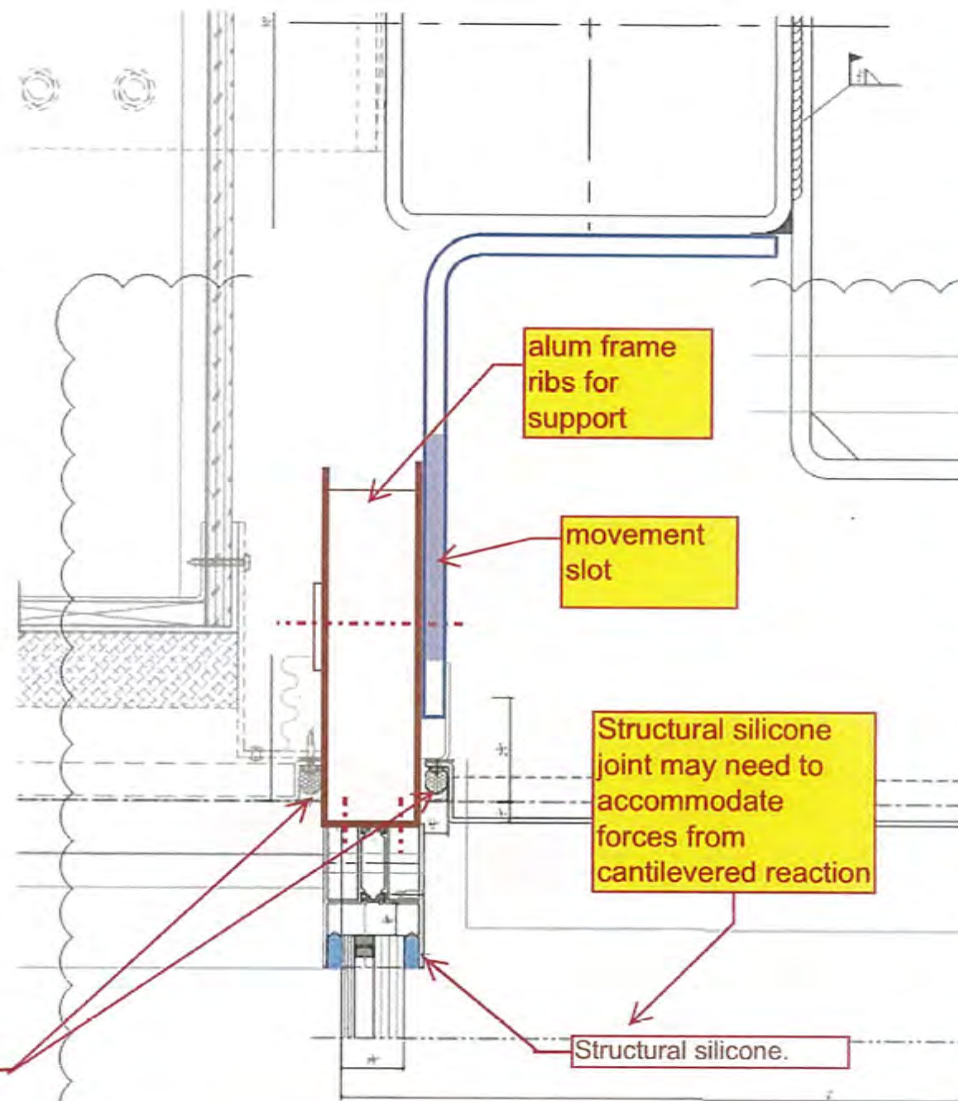 alum frame
ribs for
support
movement
slot
Structural silicone
joint may need to
accommodate
forces from
cantilevered reaction
Structural silicone.